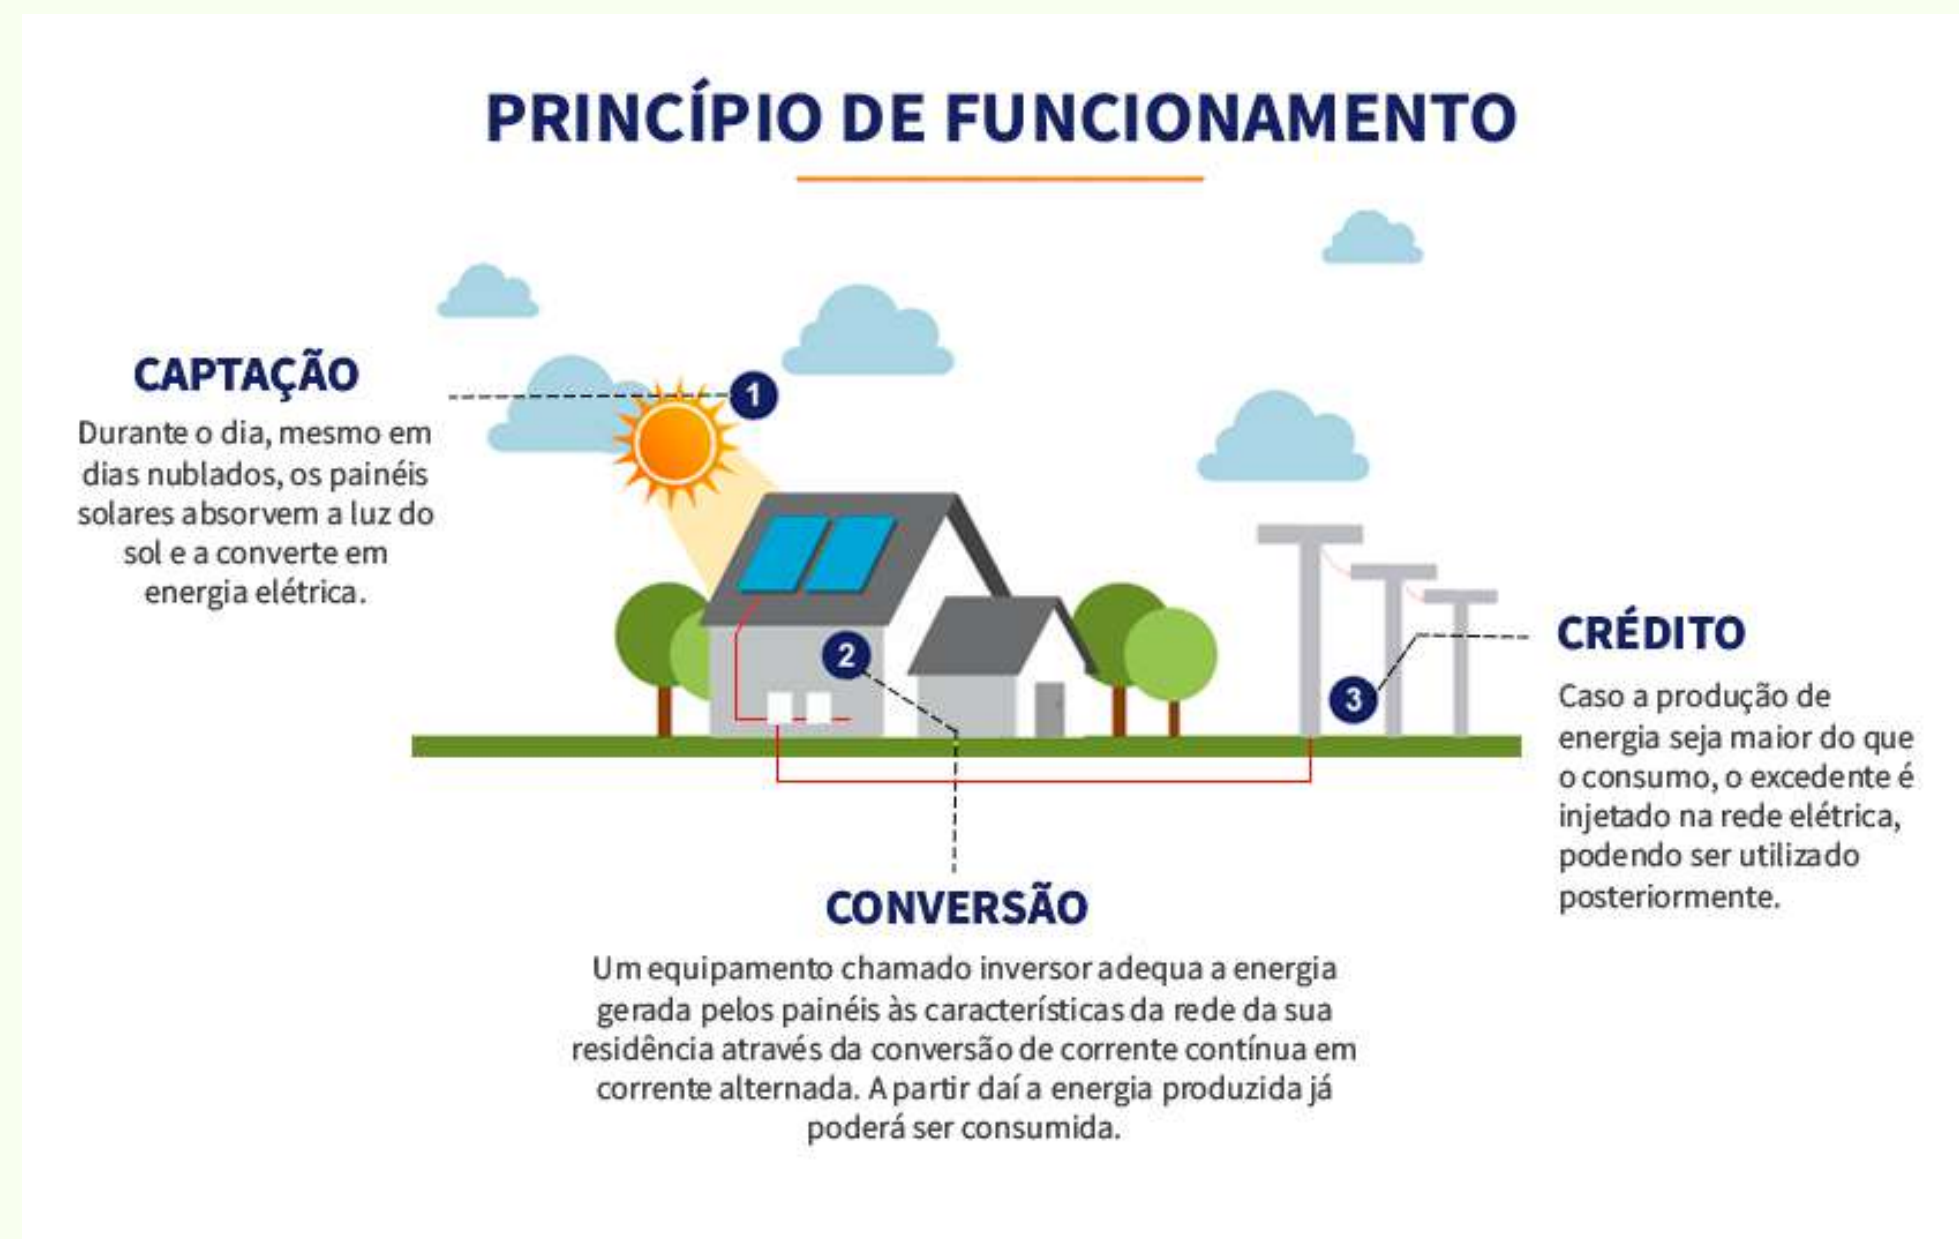 PRINCÍPIO DE FUNCIONAMENTO
CAPTAÇÃO
Durante o dia, mesmo em
dias nublados, os painéis
solares absorvem a luz do
sol e a converte em
energia elétrica.
1
2
3
CRÉDITO
Caso a produção de
energia seja maior do que
o consumo, o excedente é
injetado na rede elétrica,
podendo ser utilizado
posteriormente.
CONVERSÃO
Um equipamento chamado inversor adequa a energia
gerada pelos painéis às características da rede da sua
residência através da conversão de corrente contínua em
corrente alternada. A partir daí a energia produzida já
poderá ser consumida.